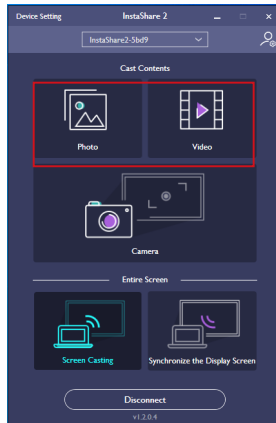 Device Setting InstaShare 2
InstaShare2-5bd9
Cast Contents
Photo Video
Camera
Entire Screen
Screen Casting Synchronize the Display Screen
Disconnect
v1.2.0.4